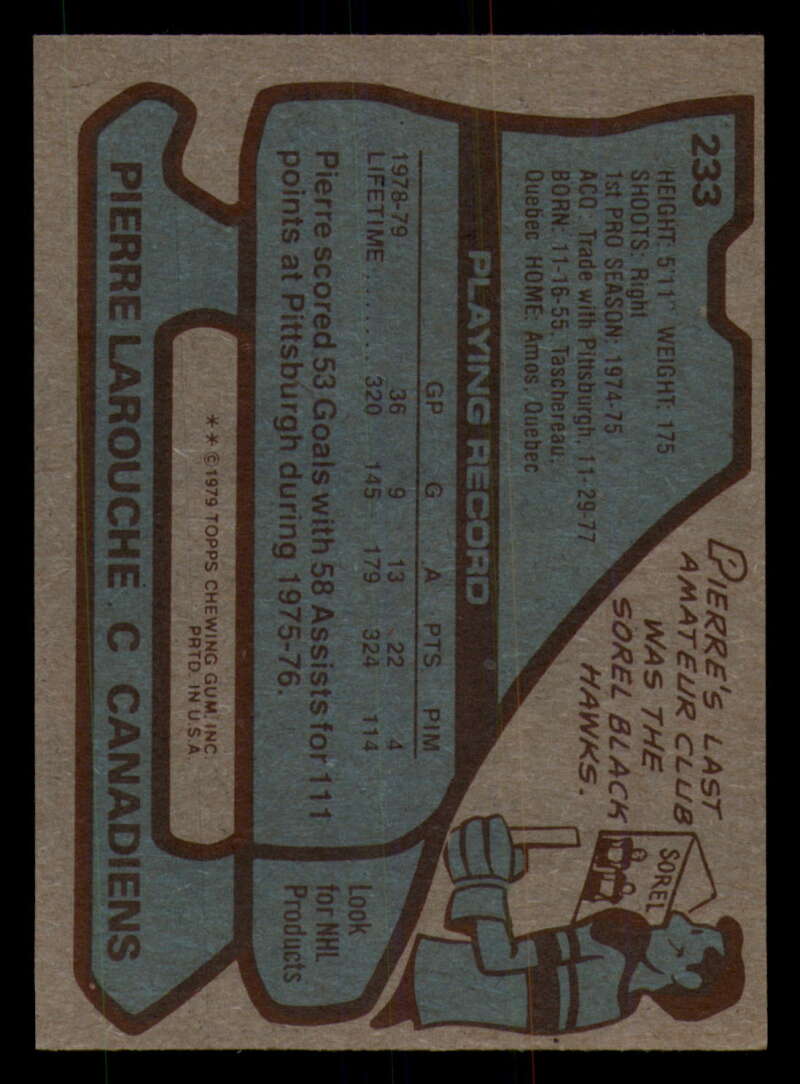 233
HEIGHT: 5'11" WEIGHT: 175
SHOOTS: Right
1st PRO SEASON: 1974-75
ACQ: Trade with Pittsburgh, 11-29-77
BORN: 11-16-55, Taschereau,
Quebec HOME: Amos, Quebec
PIERRE'S LAST
AMATEUR CLUB
WAS THE
SOREL BLACK
HAWKS.
SOREL
PLAYING RECORD
GP G A PTS PIM
1978-79 36 9 13 22 4
LIFETIME ........ 320 145 179 324 114
Pierre scored 53 Goals with 58 Assists for 111
points at Pittsburgh during 1975-76.
Look
for NHL
Products
* * © 1979 TOPPS CHEWING GUM, INC.
PRTD. IN U.S.A.
PIERRE LAROUCHE C CANADIENS